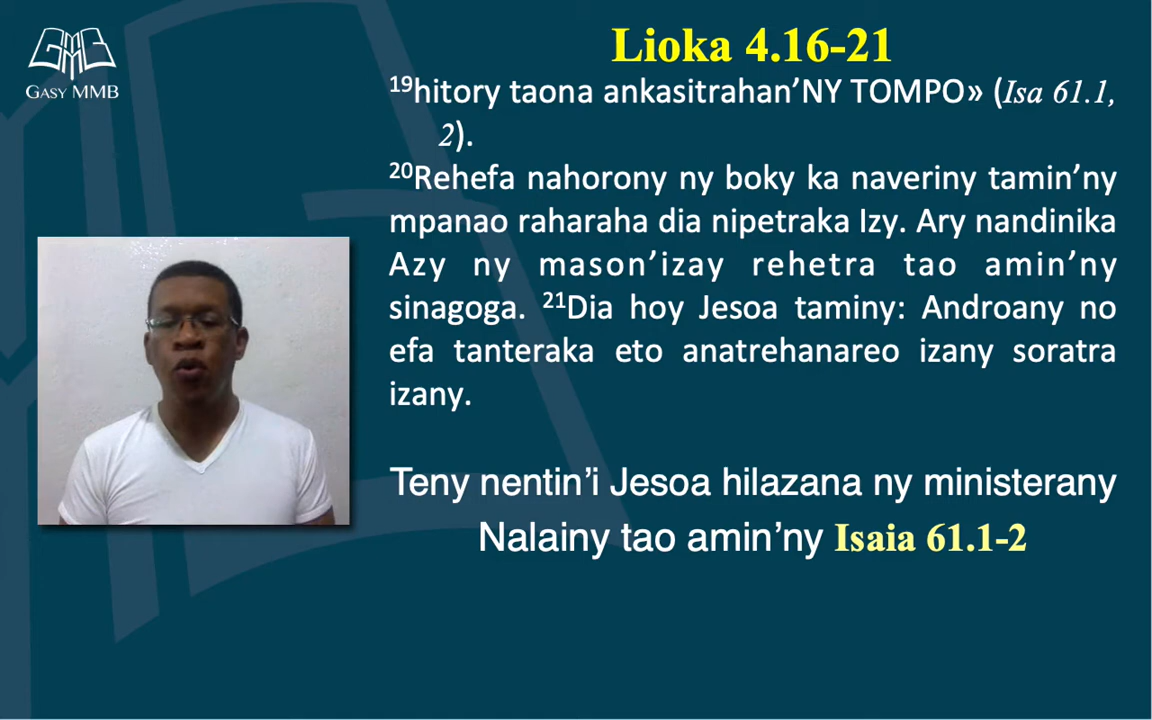 GMMB
GASY MMB
Lioka 4.16-21
19hitory taona ankasitrahan’NY TOMPO» (Isa 61.1,
2).
20Rehefa nahorony ny boky ka naveriny tamin’ny
mpanao raharaha dia nipetraka Izy. Ary nandinika
Azy ny mason’izay rehetra tao amin’ny
sinagoga. 21Dia hoy Jesoa taminy: Androany no
efa tanteraka eto anatrehanareo izany soratra
izany.
Teny nentin’i Jesoa hilazana ny ministerany
Nalainy tao amin’ny Isaia 61.1-2